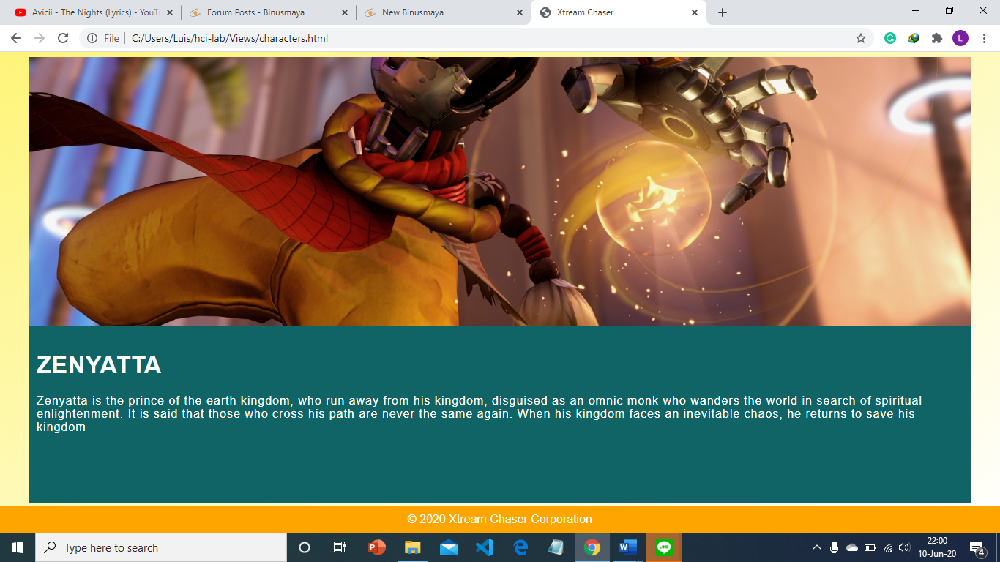 Avicii - The Nights (Lyrics) - YouT
Forum Posts - Binusmaya
New Binusmaya
Xtream Chaser
File
C:/Users/Luis/hci-lab/Views/characters.html
L
ZENYATTA
Zenyatta is the prince of the earth kingdom, who run away from his kingdom, disguised as an omnic monk who wanders the world in search of spiritual
enlightenment. It is said that those who cross his path are never the same again. When his kingdom faces an inevitable chaos, he returns to save his
kingdom
© 2020 Xtream Chaser Corporation
Type here to search
LINE
22:00
10-Jun-20
4